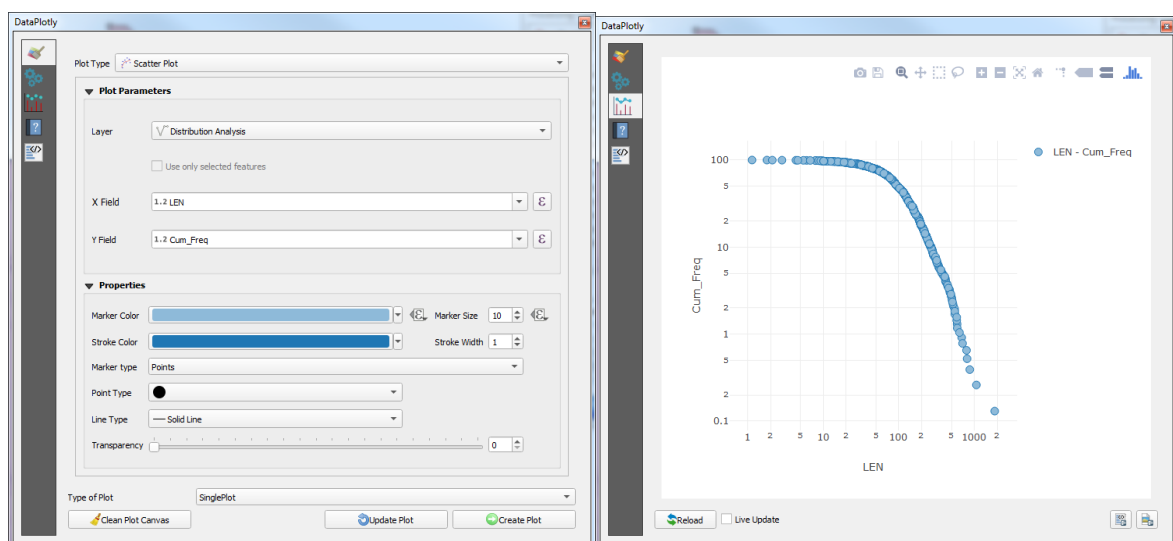 DataPlotly
Plot Type Scatter Plot
Plot Parameters
Layer Distribution Analysis
Use only selected features
X Field 1.2 LEN ε
Y Field 1.2 Cum_Freq ε
Properties
Marker Color Marker Size 10
Stroke Color Stroke Width 1
Marker type Points
Point Type
Line Type Solid Line
Transparency 0
Type of Plot SinglePlot
Clean Plot Canvas Update Plot Create Plot
DataPlotly
LEN - Cum_Freq
100
5
2
10
5
2
1
5
2
0.1
Cum_Freq
1 2 5 10 2 5 100 2 5 1000 2
LEN
Reload Live Update